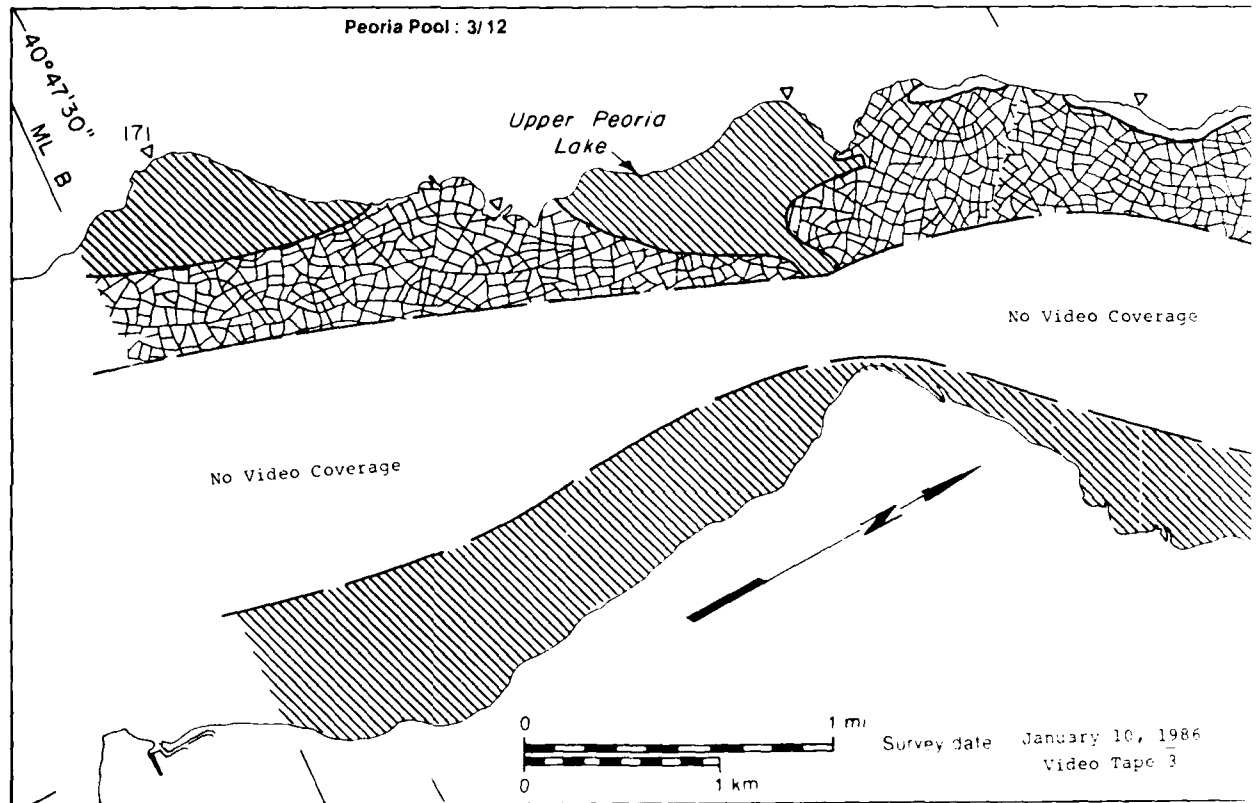 Peoria Pool : 3/12
40°47'30"
ML B
171
Upper Peoria
Lake
No Video Coverage
No Video Coverage
N
0 1 mi
0 1 km
Survey date January 10, 1986
Video Tape 3